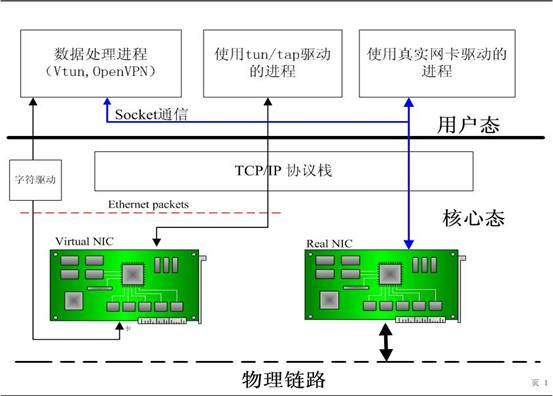 数据处理进程
（Vtun,OpenVPN）
使用tun/tap驱动
的进程
使用真实网卡驱动的
进程
Socket通信
用户态
TCP/IP 协议栈
字符驱动
Ethernet packets
核心态
Virtual NIC
Real NIC
卡
物理链路
页 1